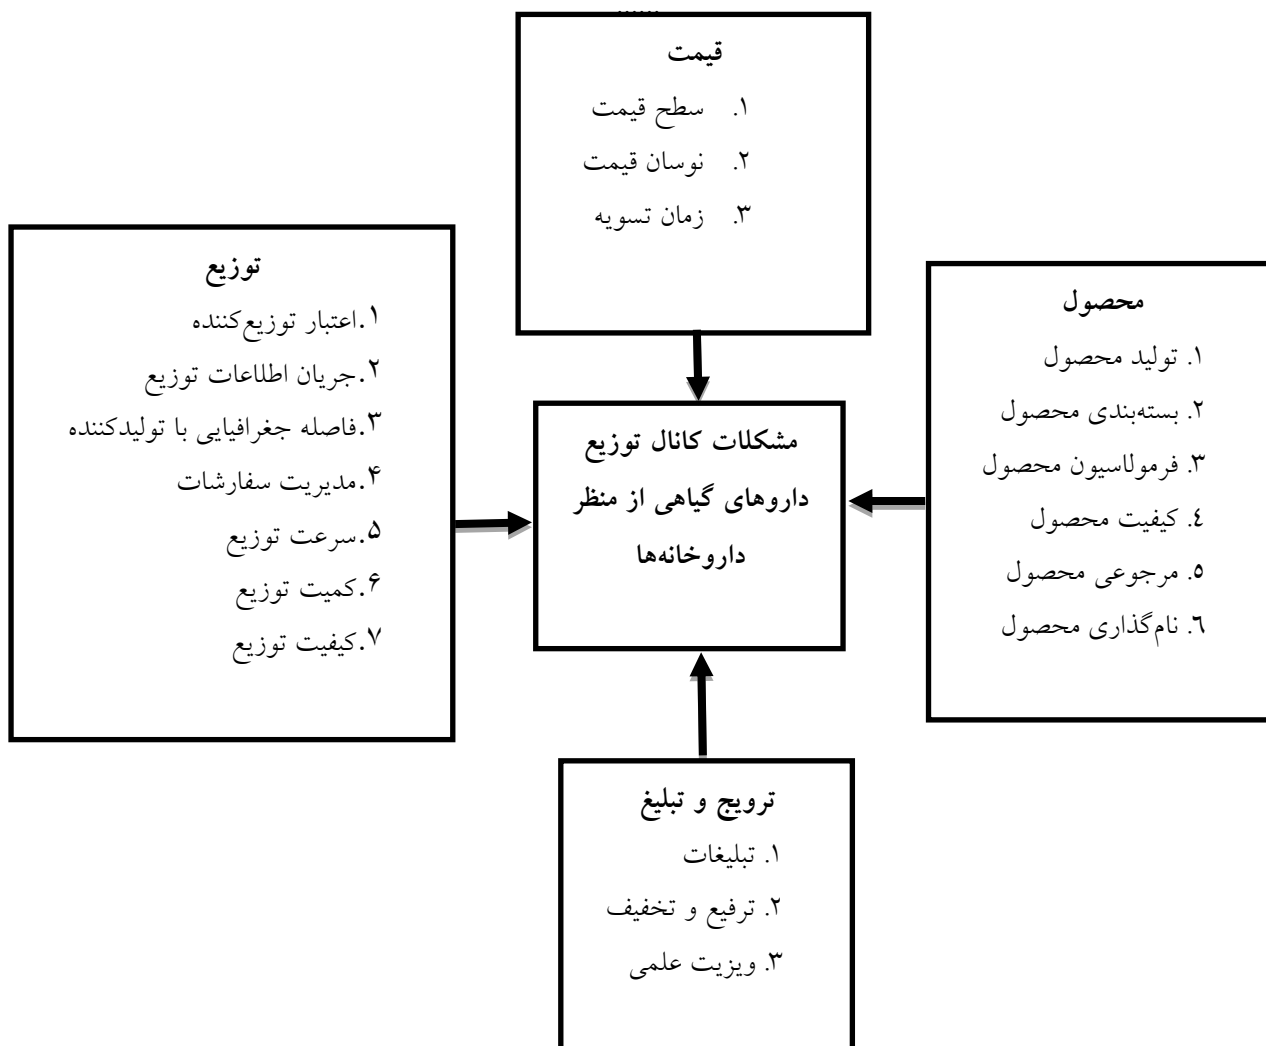 ......
قیمت
۱. سطح قیمت
۲. نوسان قیمت
۳. زمان تسویه
محصول
۱. تولید محصول
۲. بسته‌بندی محصول
۳. فرمولاسیون محصول
٤. کیفیت محصول
٥. مرجوعی محصول
٦. نام‌گذاری محصول
توزیع
۱.اعتبار توزیع‌کننده
۲.جریان اطلاعات توزیع
۳.فاصله جغرافیایی با تولیدکننده
۴.مدیریت سفارشات
۵.سرعت توزیع
۶.کمیت توزیع
۷.کیفیت توزیع
مشکلات کانال توزیع
داروهای گیاهی از منظر
داروخانه‌ها
ترویج و تبلیغ
۱. تبلیغات
۲. ترفیع و تخفیف
۳. ویزیت علمی